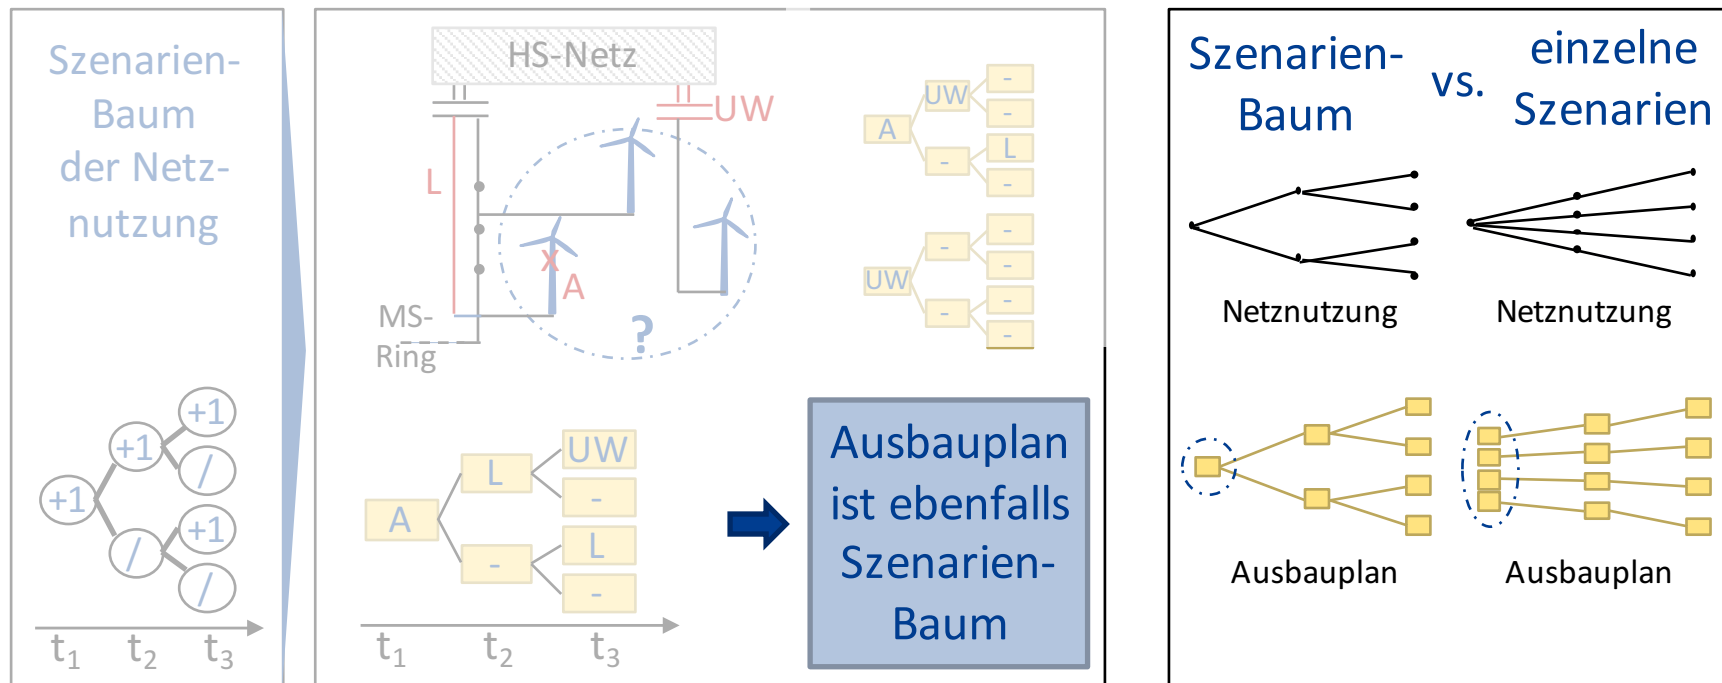 Szenarien-
Baum
der Netz-
nutzung
+1
+1
+1
/
/
+1
/
t1
t2
t3
HS-Netz
UW
L
x
A
?
MS-
Ring
A
UW
-
-
-
L
-
UW
-
-
-
-
-
-
A
L
-
UW
-
L
-
t1
t2
t3
Ausbauplan
ist ebenfalls
Szenarien-
Baum
Szenarien-
Baum
vs.
einzelne
Szenarien
Netznutzung
Netznutzung
Ausbauplan
Ausbauplan